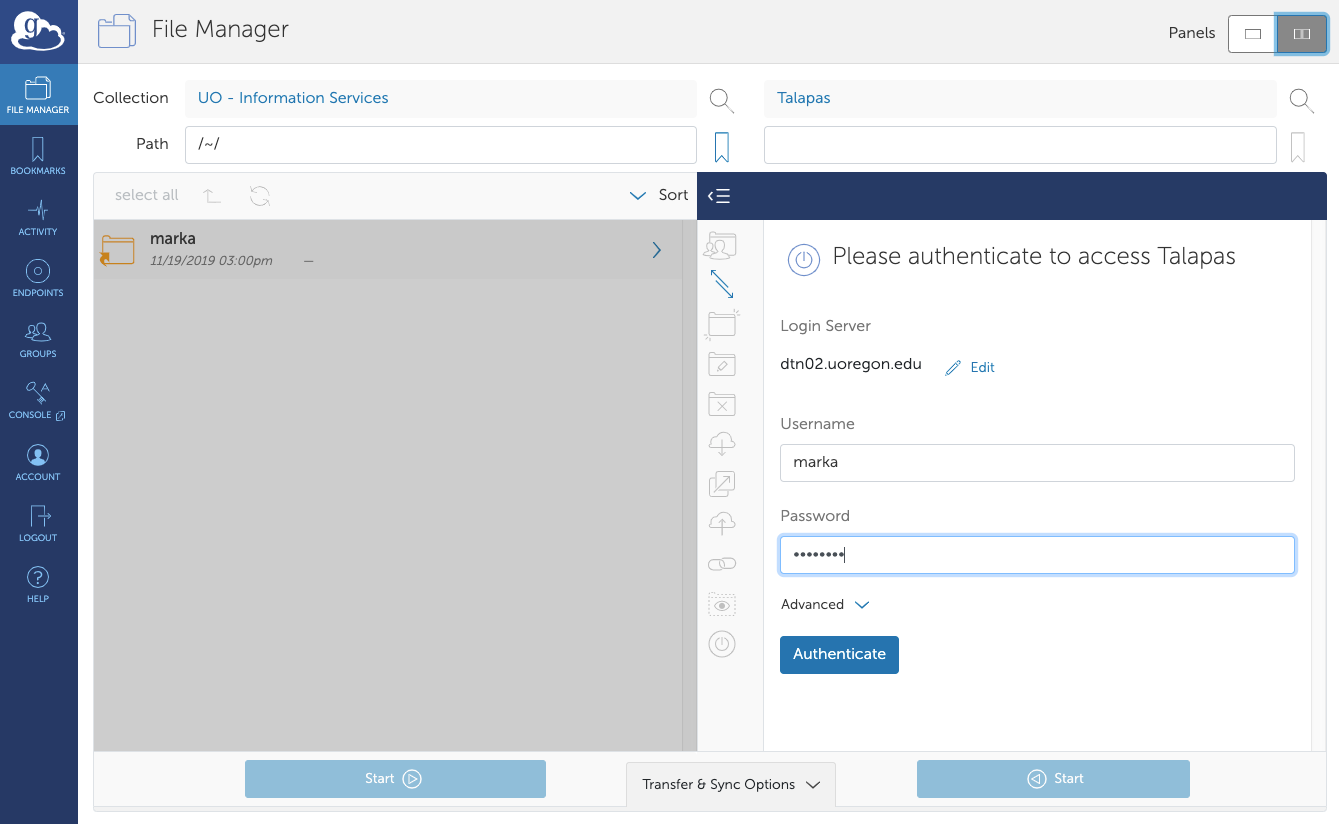 g
File Manager
Panels
FILE MANAGER
BOOKMARKS
ACTIVITY
ENDPOINTS
GROUPS
CONSOLE
ACCOUNT
LOGOUT
HELP
Collection
UO - Information Services
Talapas
Path
/~/
select all
Sort
marka
11/19/2019 03:00pm —
Please authenticate to access Talapas
Login Server
dtn02.uoregon.edu Edit
Username
marka
Password
••••••••
Advanced
Authenticate
Start
Transfer & Sync Options
Start